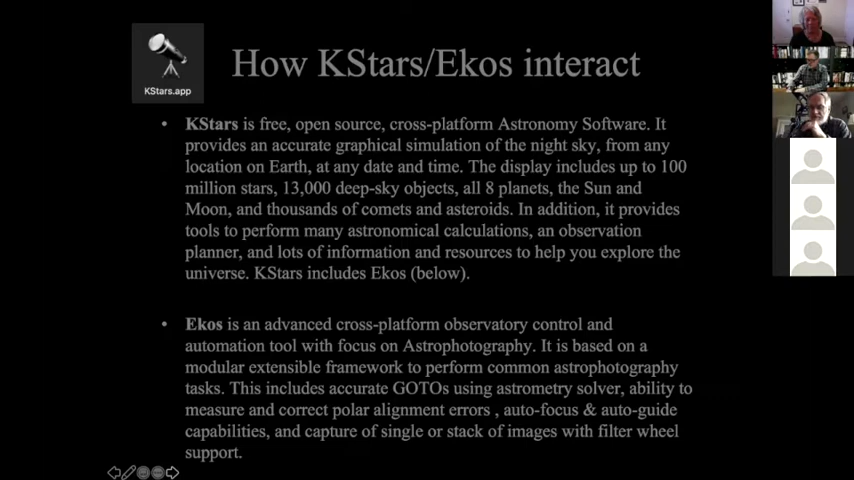 How KStars/Ekos interact
KStars.app
• KStars is free, open source, cross-platform Astronomy Software. It
provides an accurate graphical simulation of the night sky, from any
location on Earth, at any date and time. The display includes up to 100
million stars, 13,000 deep-sky objects, all 8 planets, the Sun and
Moon, and thousands of comets and asteroids. In addition, it provides
tools to perform many astronomical calculations, an observation
planner, and lots of information and resources to help you explore the
universe. KStars includes Ekos (below).
• Ekos is an advanced cross-platform observatory control and
automation tool with focus on Astrophotography. It is based on a
modular extensible framework to perform common astrophotography
tasks. This includes accurate GOTOs using astrometry solver, ability to
measure and correct polar alignment errors , auto-focus & auto-guide
capabilities, and capture of single or stack of images with filter wheel
support.